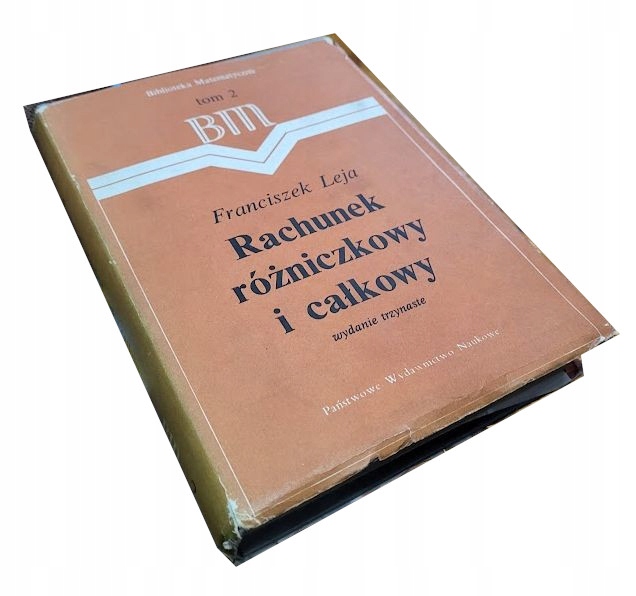 Biblioteka Matematyczna
tom 2
BM
Franciszek Leja
Rachunek
różniczkowy
i całkowy
wydanie trzynaste
Państwowe Wydawnictwo Naukowe